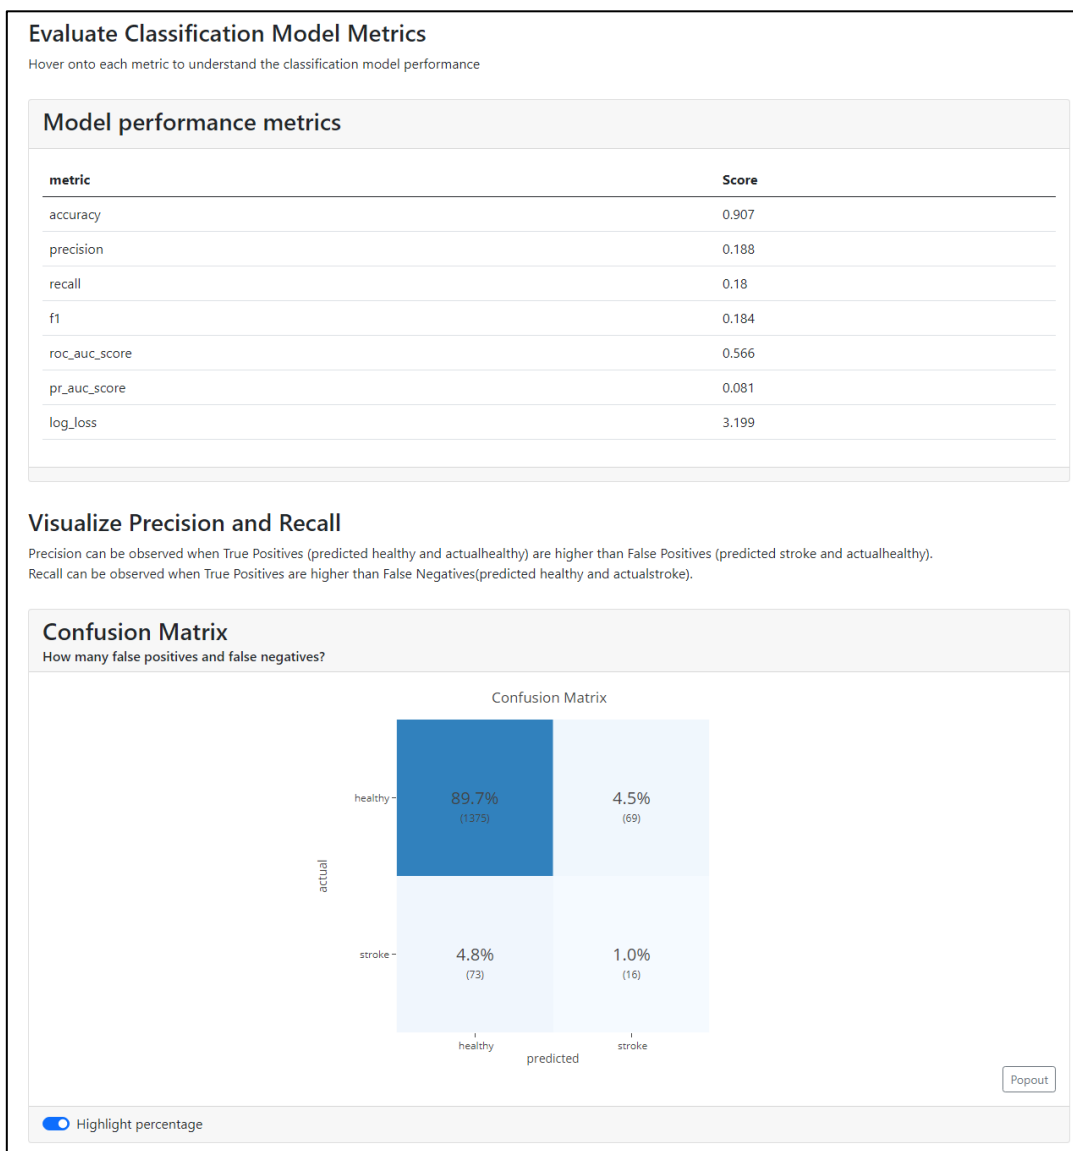 Evaluate Classification Model Metrics
Hover onto each metric to understand the classification model performance
Model performance metrics
metric Score
accuracy 0.907
precision 0.188
recall 0.18
f1 0.184
roc_auc_score 0.566
pr_auc_score 0.081
log_loss 3.199
Visualize Precision and Recall
Precision can be observed when True Positives (predicted healthy and actualhealthy) are higher than False Positives (predicted stroke and actualhealthy).
Recall can be observed when True Positives are higher than False Negatives(predicted healthy and actualstroke).
Confusion Matrix
How many false positives and false negatives?
Confusion Matrix
healthy 89.7% 4.5%
(1375) (69)
actual
stroke 4.8% 1.0%
(73) (16)
healthy stroke
predicted
Popout
Highlight percentage